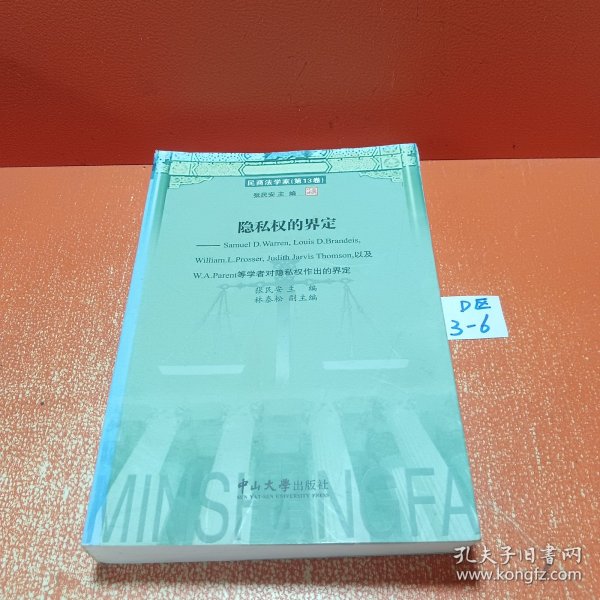 民商法学家(第13卷)
张民安 主 编
隐私权的界定
——Samuel D.Warren, Louis D.Brandeis,
William.L.Prosser, Judith Jarvis Thomson,以及
W.A.Parent等学者对隐私权作出的界定
张民安 主 编
林泰松 副主编
D区
3-6
中山大学出版社
SUN YAT-SEN UNIVERSITY PRESS
MINSHANGFA
孔夫子旧书网
www.kongfz.com